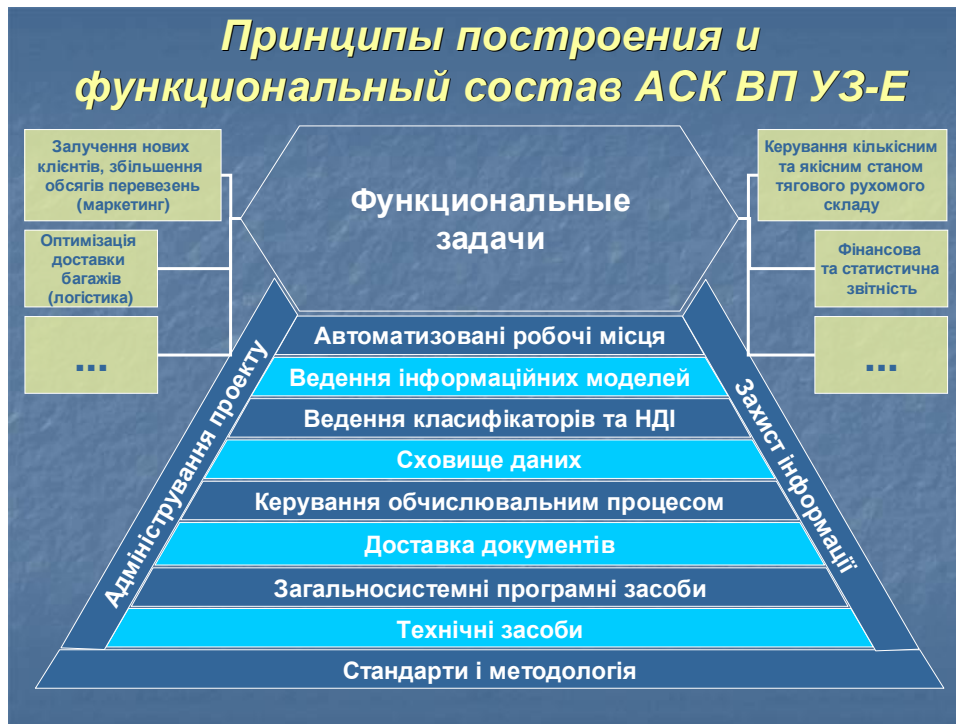 Принципы построения и
функциональный состав АСК ВП УЗ-Е
Залучення нових
клієнтів, збільшення
обсягів перевезень
(маркетинг)
Оптимізація
доставки
багажів
(логістика)
...
Функциональные
задачи
Керування кількісним
та якісним станом
тягового рухомого
складу
Фінансова
та статистична
звітність
...
Адміністрування проекту
Автоматизовані робочі місця
Ведення інформаційних моделей
Ведення класифікаторів та НДІ
Сховище даних
Керування обчислювальним процесом
Доставка документів
Загальносистемні програмні засоби
Технічні засоби
Стандарти і методологія
Захист інформації